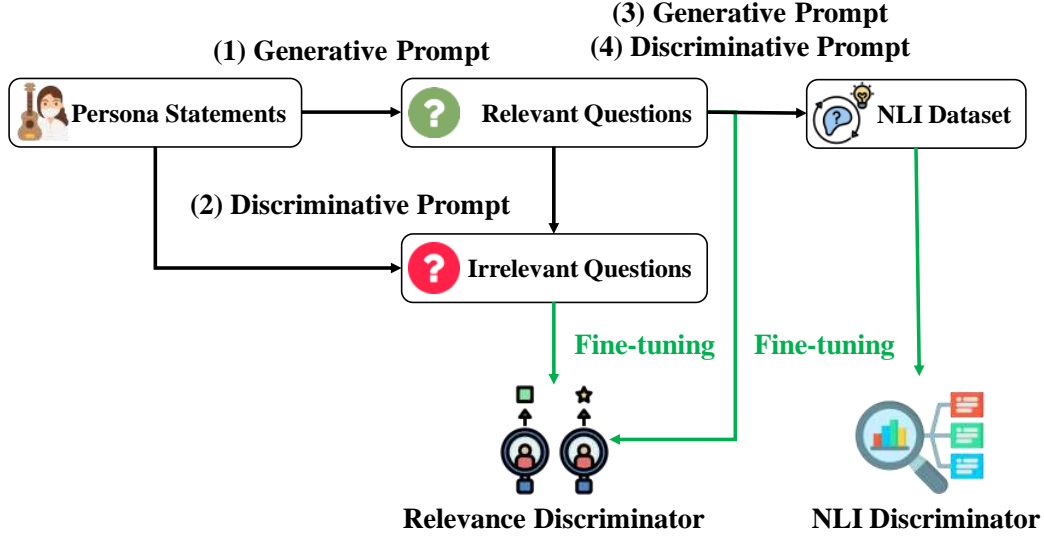 (3) Generative Prompt
(1) Generative Prompt
(4) Discriminative Prompt
Persona Statements
? Relevant Questions
? NLI Dataset
(2) Discriminative Prompt
? Irrelevant Questions
Fine-tuning
Fine-tuning
Relevance Discriminator
NLI Discriminator